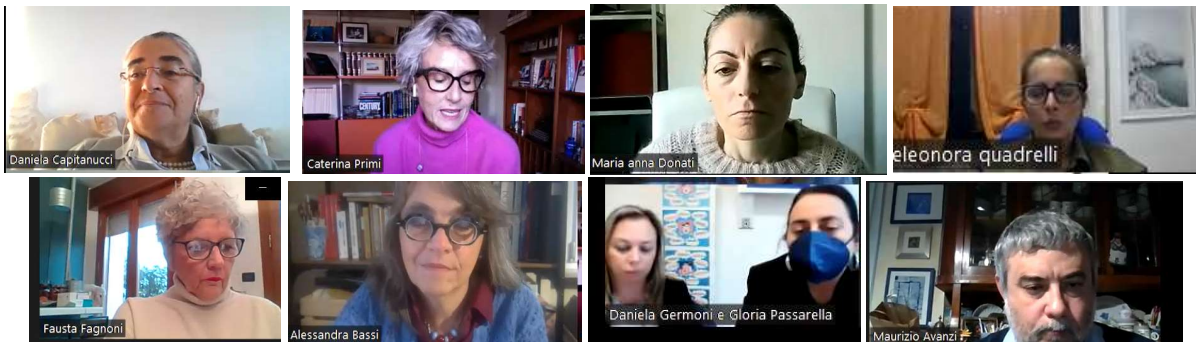 Daniela Capitanucci
Caterina Primi
CENTURY
Maria anna Donati
eleonora quadrelli
Fausta Fagnoni
Alessandra Bassi
Daniela Germoni e Gloria Passarella
Maurizio Avanzi